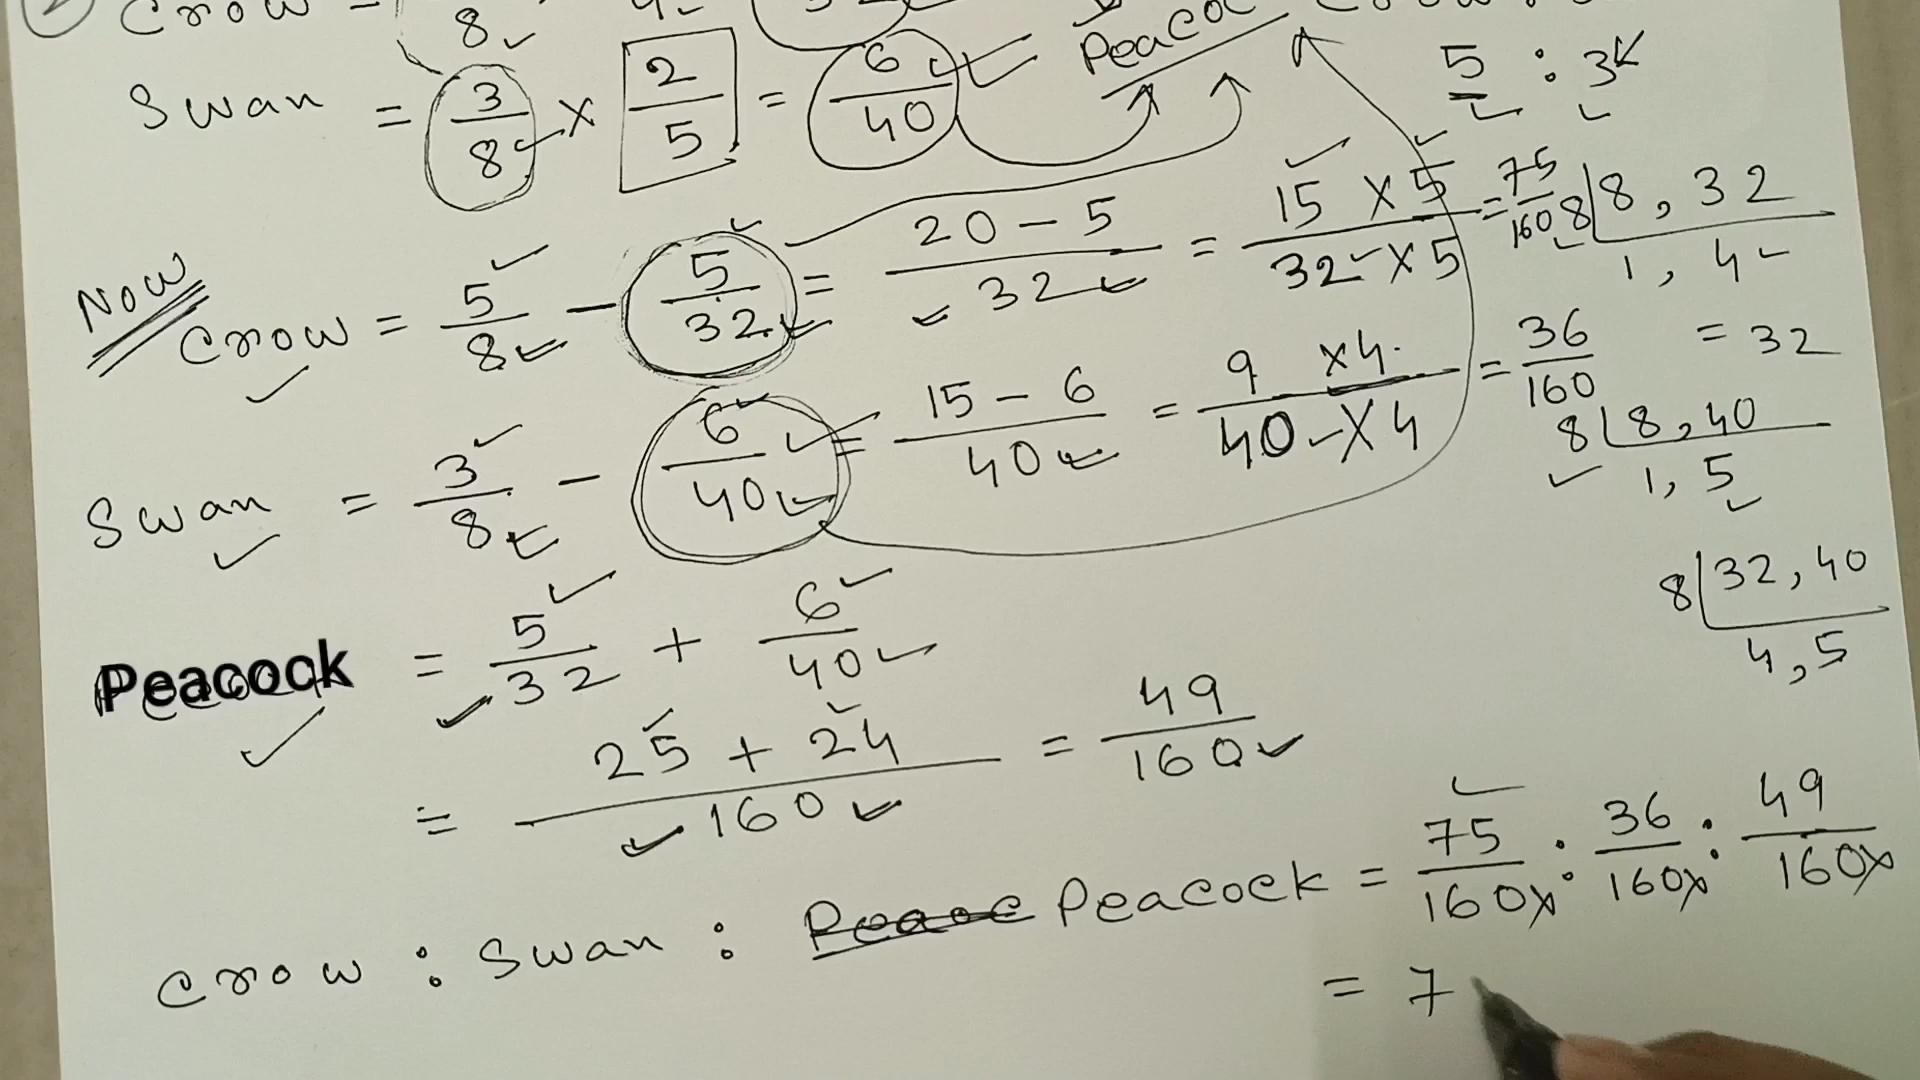 Crow -
8
Peacoc
Swan = 3/8 × 2/5 = 6/40
5 : 3
Now
Crow = 5/8 - 5/32 = 20 - 5/32 = 15 × 5/32 × 5 = 75/160
8 | 8, 32
1, 4
= 32
Swan = 3/8 - 6/40 = 15 - 6/40 = 9 × 4/40 × 4 = 36/160
8 | 8, 40
1, 5
8 | 32, 40
4, 5
Peacock = 5/32 + 6/40
= 25 + 24/160 = 49/160
Crow : Swan : Peacock = 75/160 : 36/160 : 49/160
= 7